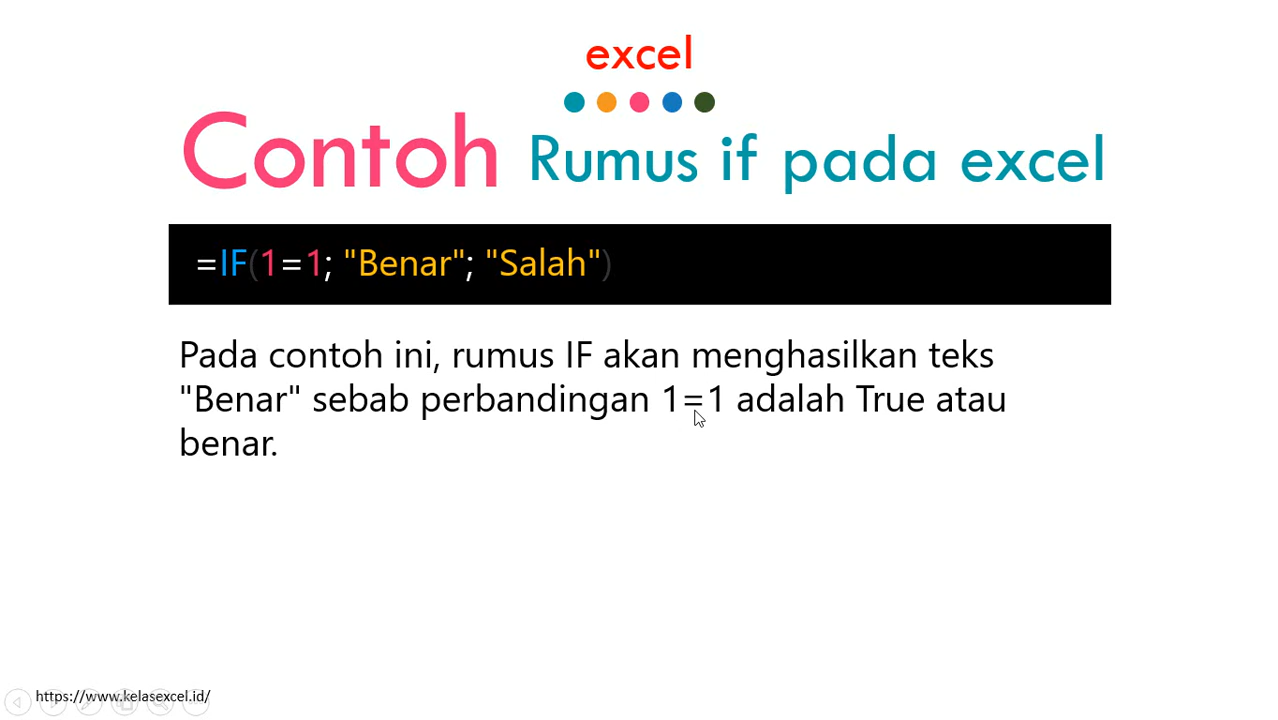 excel
Contoh Rumus if pada excel
=IF(1=1; "Benar"; "Salah")
Pada contoh ini, rumus IF akan menghasilkan teks
"Benar" sebab perbandingan 1=1 adalah True atau
benar.
https://www.kelasexcel.id/